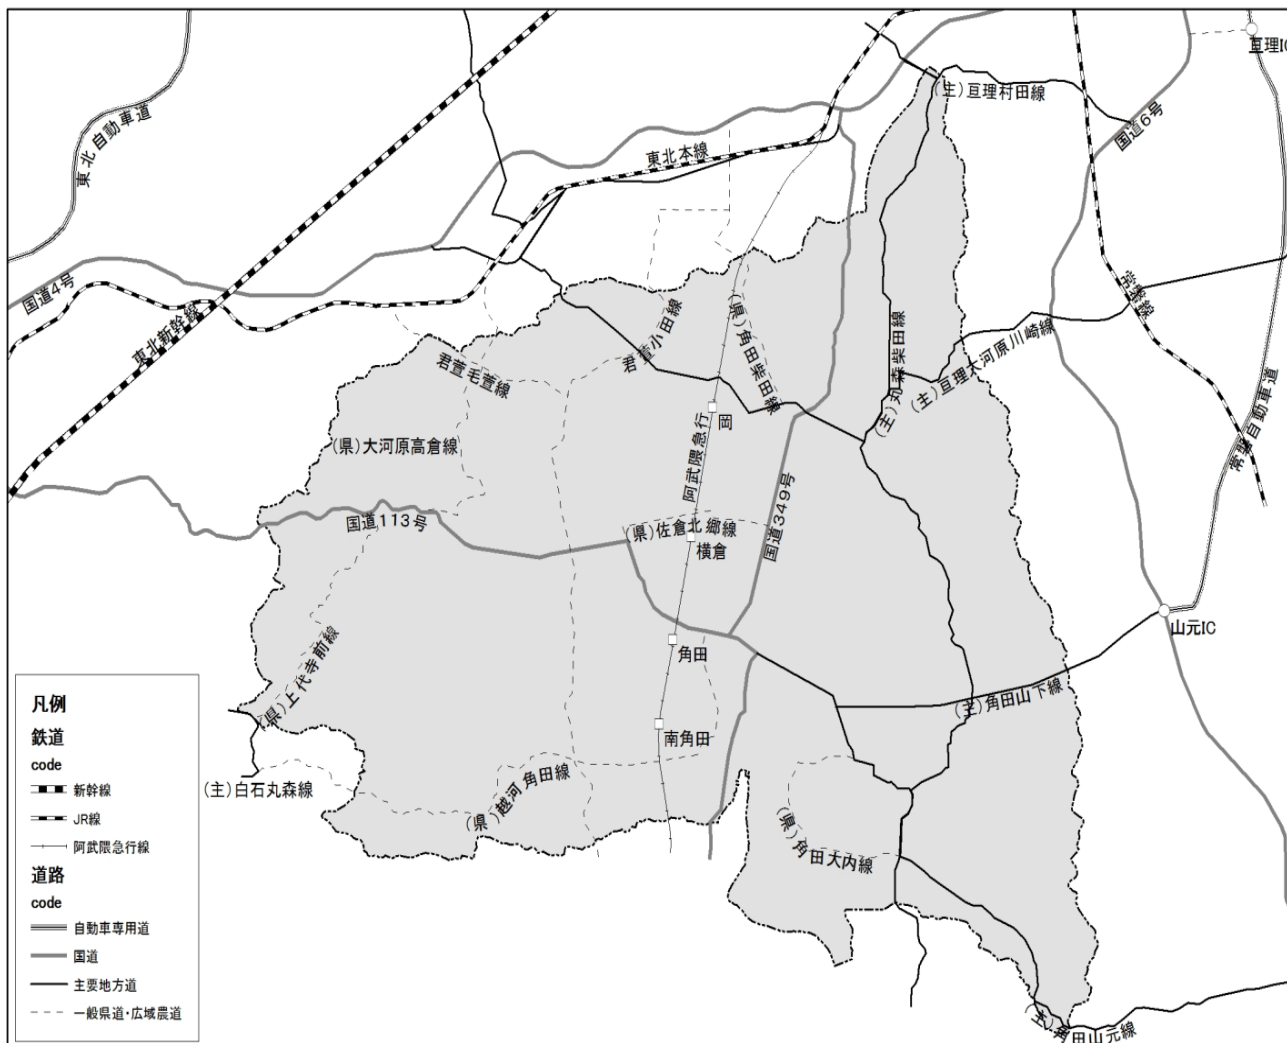 亘理IC
(主)亘理村田線
国道6号
東北自動車道
東北本線
国道4号
東北新幹線
常磐線
君萱小田線
(県)角田柴田線
(主)丸森柴田線
(主)亘理大河原川崎線
君萱毛萱線
岡
(県)大河原高倉線
阿武隈急行
常磐自動車道
国道349号
国道113号
(県)佐倉北郷線
横倉
角田
山元IC
(県)上代寺前線
(主)角田山下線
南角田
(主)白石丸森線
(県)越河角田線
(県)角田大内線
(主)角田山元線
凡例
鉄道
code
新幹線
JR線
阿武隈急行線
道路
code
自動車専用道
国道
主要地方道
一般県道・広域農道